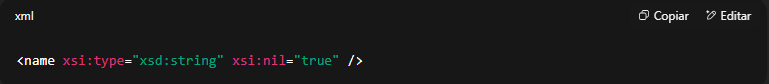 xml Copiar Editar
<name xsi:type="xsd:string" xsi:nil="true" />